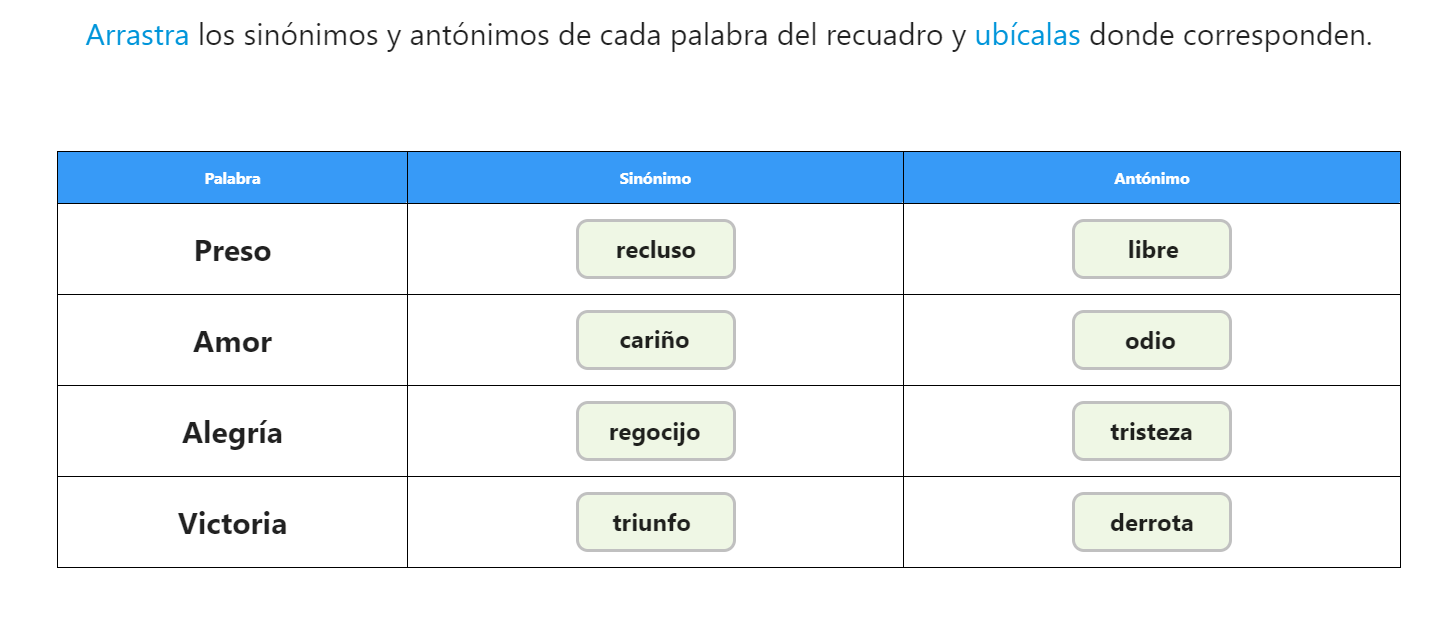 Arrastra los sinónimos y antónimos de cada palabra del recuadro y ubícalas donde corresponden.
Palabra Sinónimo Antónimo
Preso recluso libre
Amor cariño odio
Alegría regocijo tristeza
Victoria triunfo derrota